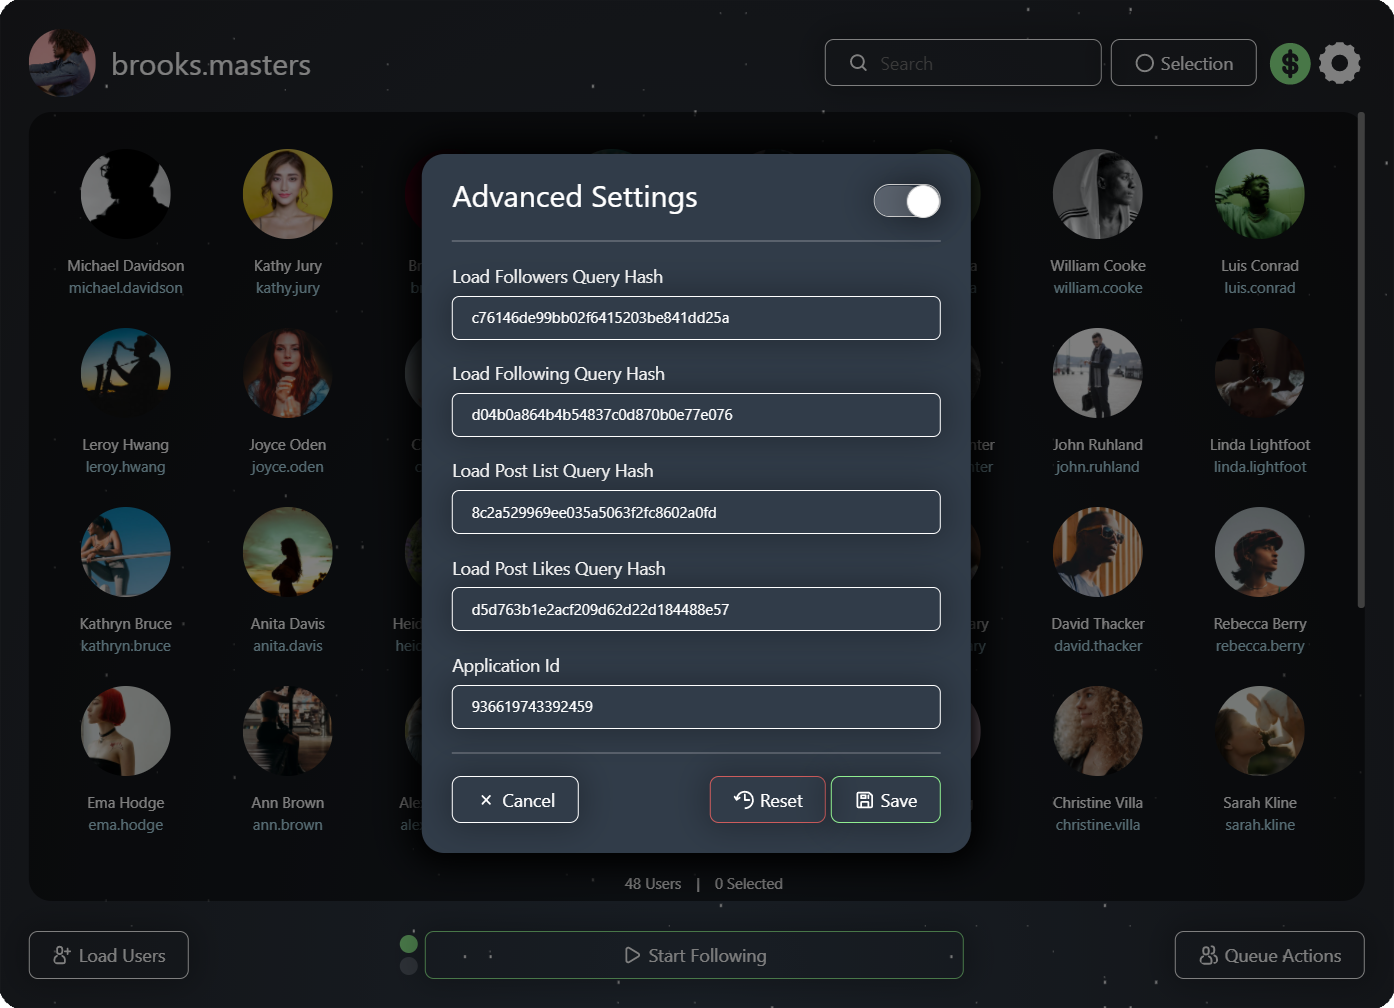 brooks.masters
Search
Selection
Michael Davidson
michael.davidson
Kathy Jury
kathy.jury
William Cooke
william.cooke
Luis Conrad
luis.conrad
Leroy Hwang
leroy.hwang
Joyce Oden
joyce.oden
John Ruhland
john.ruhland
Linda Lightfoot
linda.lightfoot
Kathryn Bruce
kathryn.bruce
Anita Davis
anita.davis
David Thacker
david.thacker
Rebecca Berry
rebecca.berry
Ema Hodge
ema.hodge
Ann Brown
ann.brown
Christine Villa
christine.villa
Sarah Kline
sarah.kline
Advanced Settings
Load Followers Query Hash
c76146de99bb02f6415203be841dd25a
Load Following Query Hash
d04b0a864b4b54837c0d870b0e77e076
Load Post List Query Hash
8c2a529969ee035a5063f2fc8602a0fd
Load Post Likes Query Hash
d5d763b1e2acf209d62d22d184488e57
Application Id
936619743392459
Cancel
Reset
Save
48 Users | 0 Selected
Load Users
Start Following
Queue Actions